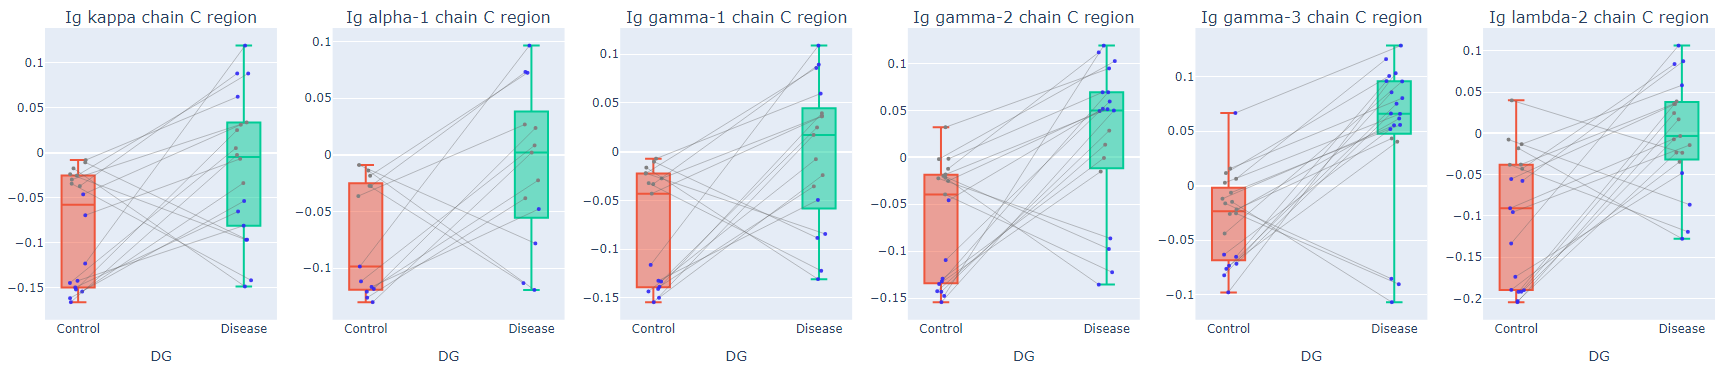 Ig kappa chain C region
0.1
0.05
0
−0.05
−0.1
−0.15
Control
Disease
DG
Ig alpha-1 chain C region
0.1
0.05
0
−0.05
−0.1
Control
Disease
DG
Ig gamma-1 chain C region
0.1
0.05
0
−0.05
−0.1
−0.15
Control
Disease
DG
Ig gamma-2 chain C region
0.1
0.05
0
−0.05
−0.1
−0.15
Control
Disease
DG
Ig gamma-3 chain C region
0.1
0.05
0
−0.05
−0.1
Control
Disease
DG
Ig lambda-2 chain C region
0.1
0.05
0
−0.05
−0.1
−0.15
−0.2
Control
Disease
DG